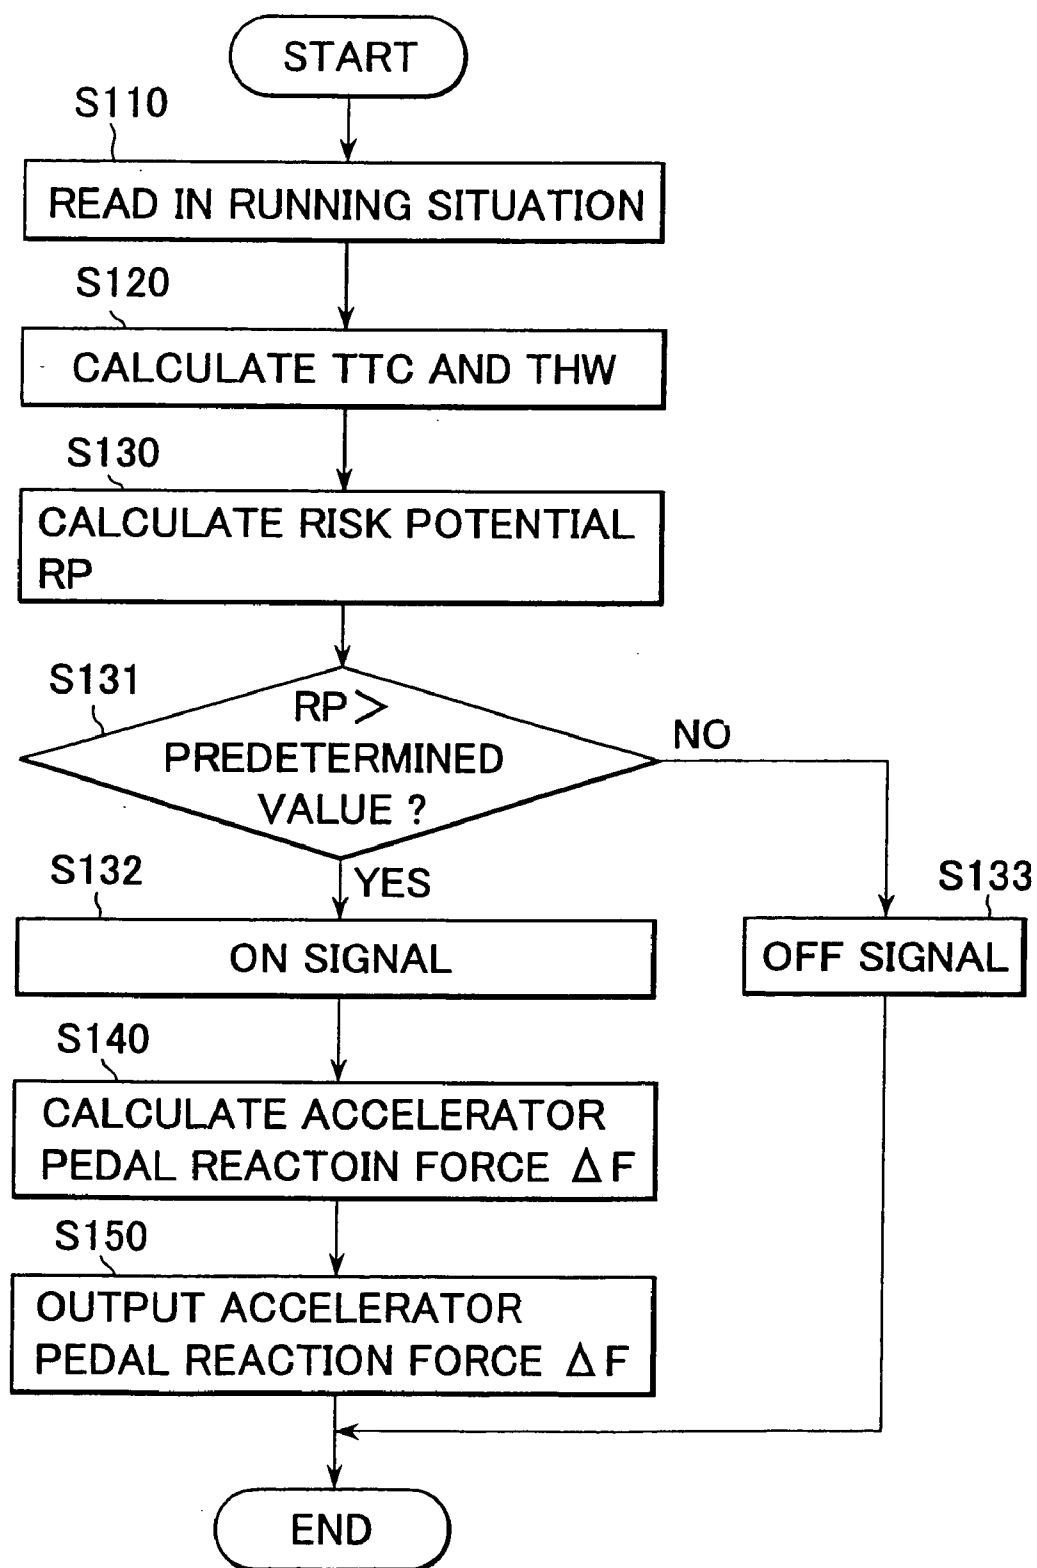 START
S110
READ IN RUNNING SITUATION
S120
CALCULATE TTC AND THW
S130
CALCULATE RISK POTENTIAL
RP
S131
RP >
PREDETERMINED
VALUE ?
NO
YES
S132
ON SIGNAL
S133
OFF SIGNAL
S140
CALCULATE ACCELERATOR
PEDAL REACTOIN FORCE ΔF
S150
OUTPUT ACCELERATOR
PEDAL REACTION FORCE ΔF
END